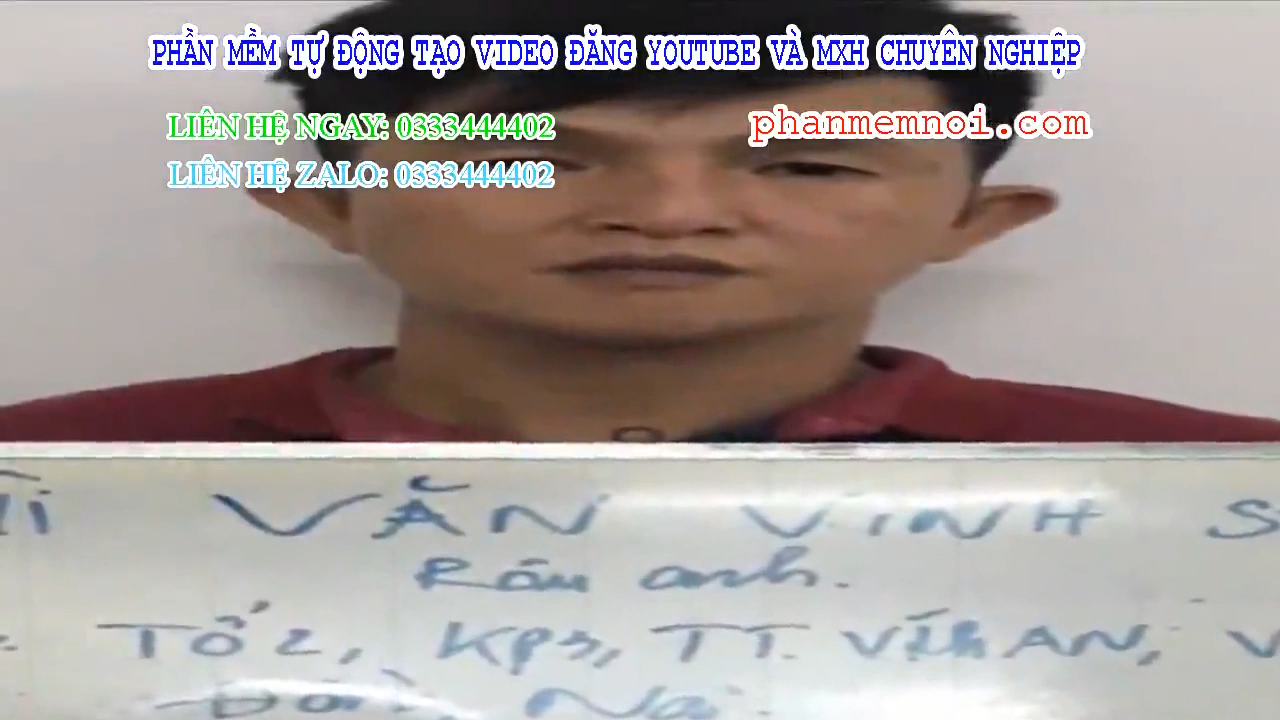 PHẦN MỀM TỰ ĐỘNG TẠO VIDEO ĐĂNG YOUTUBE VÀ MXH CHUYÊN NGHIỆP
LIÊN HỆ NGAY: 0333444402
phanmemnoi.com
LIÊN HỆ ZALO: 0333444402
VĂN VINH S
anh.
TỔ 2, KP3, TT. VĨNH AN, V
Nai